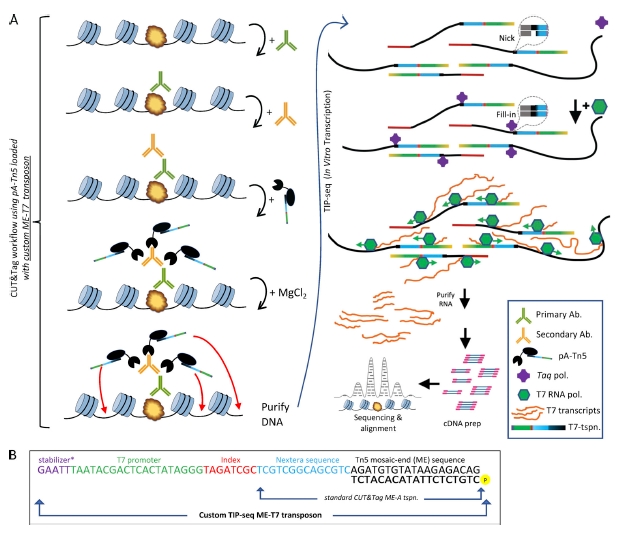 A
CUT&Tag workflow using pA-Tn5 loaded
with custom ME-T7 transposon
+
+
+
+ MgCl2
Purify
DNA
TIP-seq (In Vitro Transcription)
Nick
Fill-in
+
Purify
RNA
cDNA prep
Sequencing &
alignment
Primary Ab.
Secondary Ab.
pA-Tn5
Taq pol.
T7 RNA pol.
T7 transcripts
T7-tspn.
B
stabilizer* T7 promoter Index Nextera sequence Tn5 mosaic-end (ME) sequence
GAATTTAATACGACTCACTATAGGGTAGATCGCTCGTCGGCAGCGTCAGATGTGTATAAGAGACAG
TCTACACATATTCTCTGTC P
standard CUT&Tag ME-A tspn.
Custom TIP-seq ME-T7 transposon